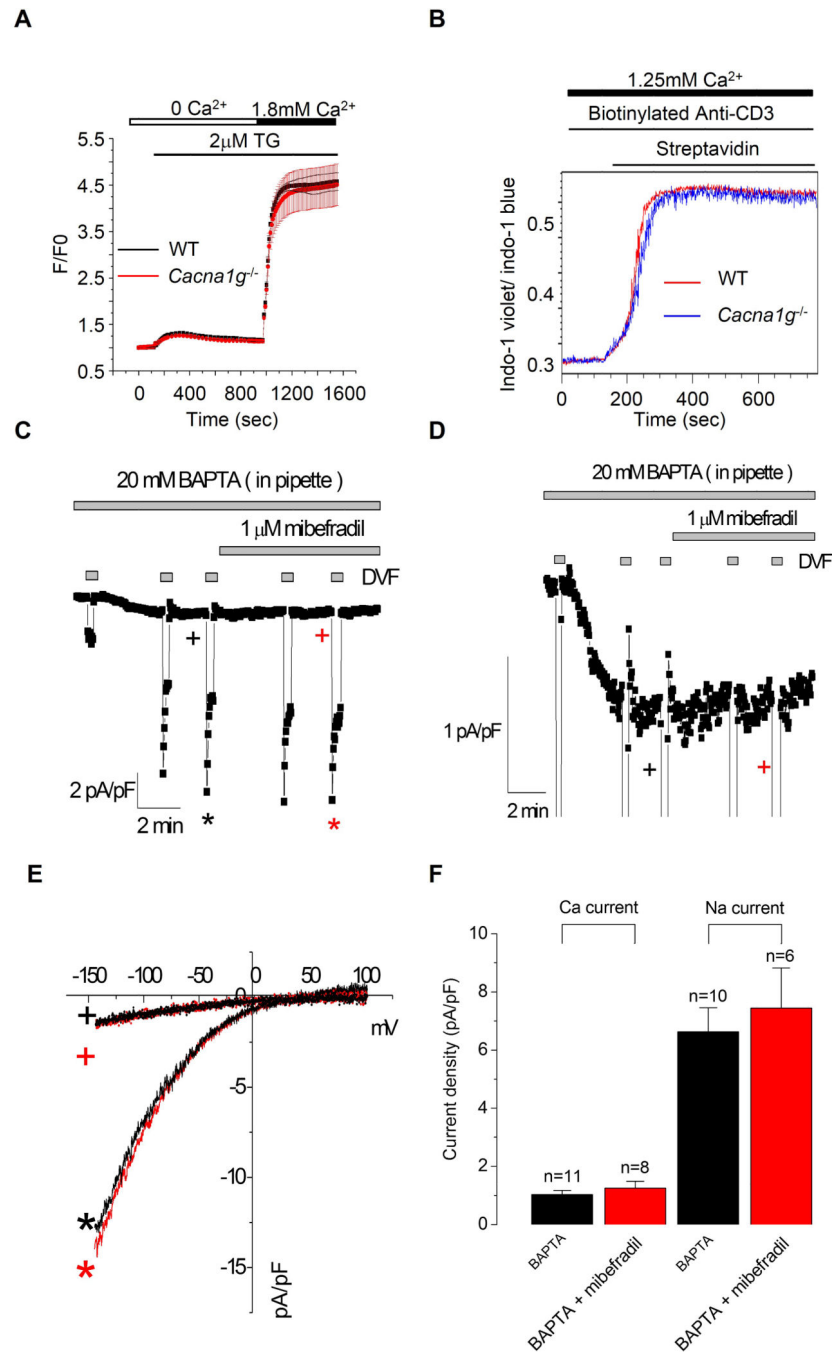 A
0 Ca²⁺
1.8mM Ca²⁺
2µM TG
5.5
4.5
3.5
2.5
1.5
0.5
F/F0
WT
Cacna1g⁻/⁻
0
400
800
1200
1600
Time (sec)
B
1.25mM Ca²⁺
Biotinylated Anti-CD3
Streptavidin
0.5
0.4
0.3
Indo-1 violet/ indo-1 blue
WT
Cacna1g⁻/⁻
0
200
400
600
Time (sec)
C
20 mM BAPTA ( in pipette )
1 µM mibefradil
DVF
+
+
2 pA/pF
2 min
*
*
D
20 mM BAPTA ( in pipette )
1 µM mibefradil
DVF
1 pA/pF
+
+
2 min
E
-150
-100
-50
0
50
100
mV
0
-5
-10
-15
pA/pF
+
+
*
*
F
Ca current
Na current
10
8
6
4
2
0
Current density (pA/pF)
n=11
n=8
n=10
n=6
BAPTA
BAPTA + mibefradil
BAPTA
BAPTA + mibefradil